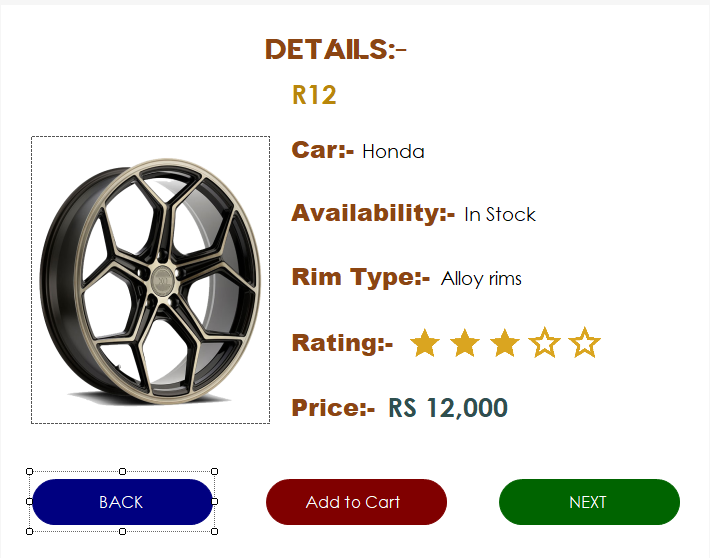 DETAILS:-
R12
Car:- Honda
Availability:- In Stock
Rim Type:- Alloy rims
Rating:-
Price:- RS 12,000
BACK
Add to Cart
NEXT